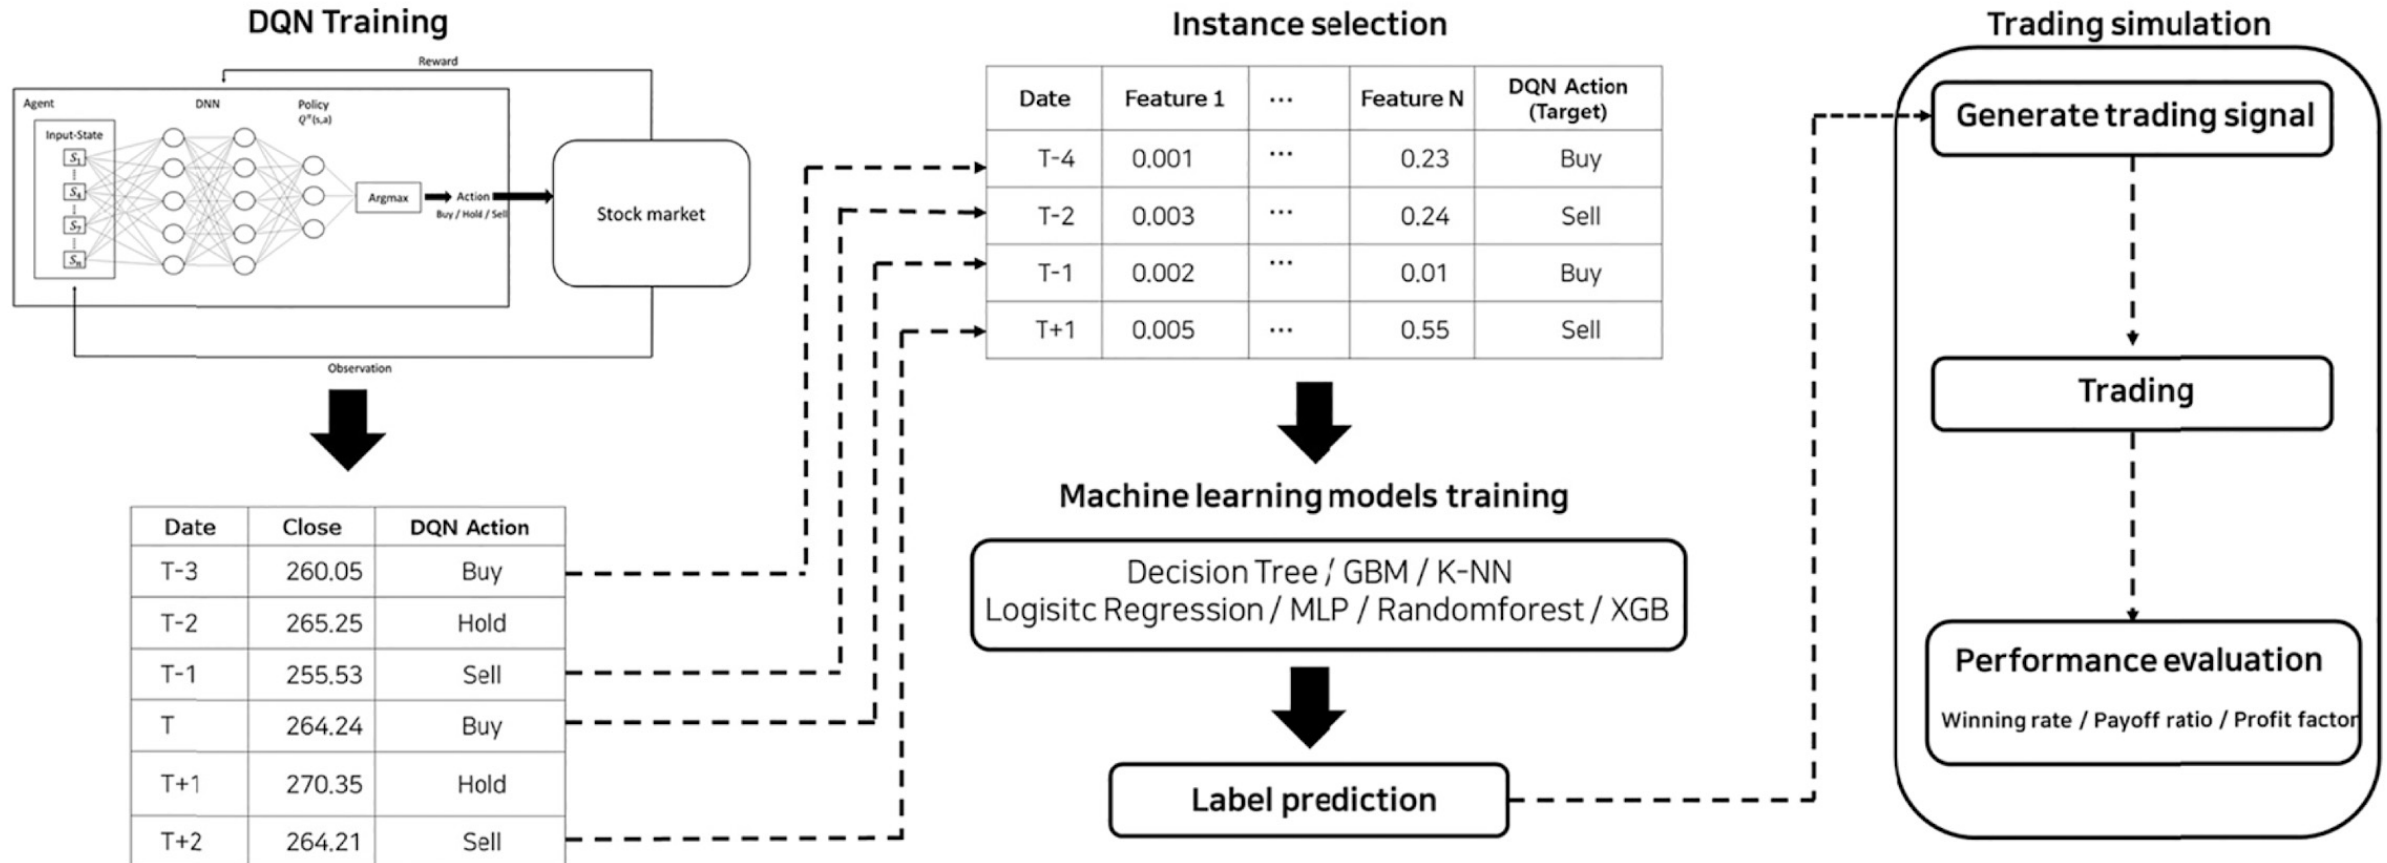 DQN Training
Reward
Agent
DNN
Policy
Q^π(s,a)
Input-State
S1
S4
S7
Sn
Argmax
Action
Buy / Hold / Sell
Stock market
Observation
Date Close DQN Action
T-3 260.05 Buy
T-2 265.25 Hold
T-1 255.53 Sell
T 264.24 Buy
T+1 270.35 Hold
T+2 264.21 Sell
Instance selection
Date Feature 1 ... Feature N DQN Action
(Target)
T-4 0.001 ... 0.23 Buy
T-2 0.003 ... 0.24 Sell
T-1 0.002 ... 0.01 Buy
T+1 0.005 ... 0.55 Sell
Machine learning models training
Decision Tree / GBM / K-NN
Logisitc Regression / MLP / Randomforest / XGB
Label prediction
Trading simulation
Generate trading signal
Trading
Performance evaluation
Winning rate / Payoff ratio / Profit factor